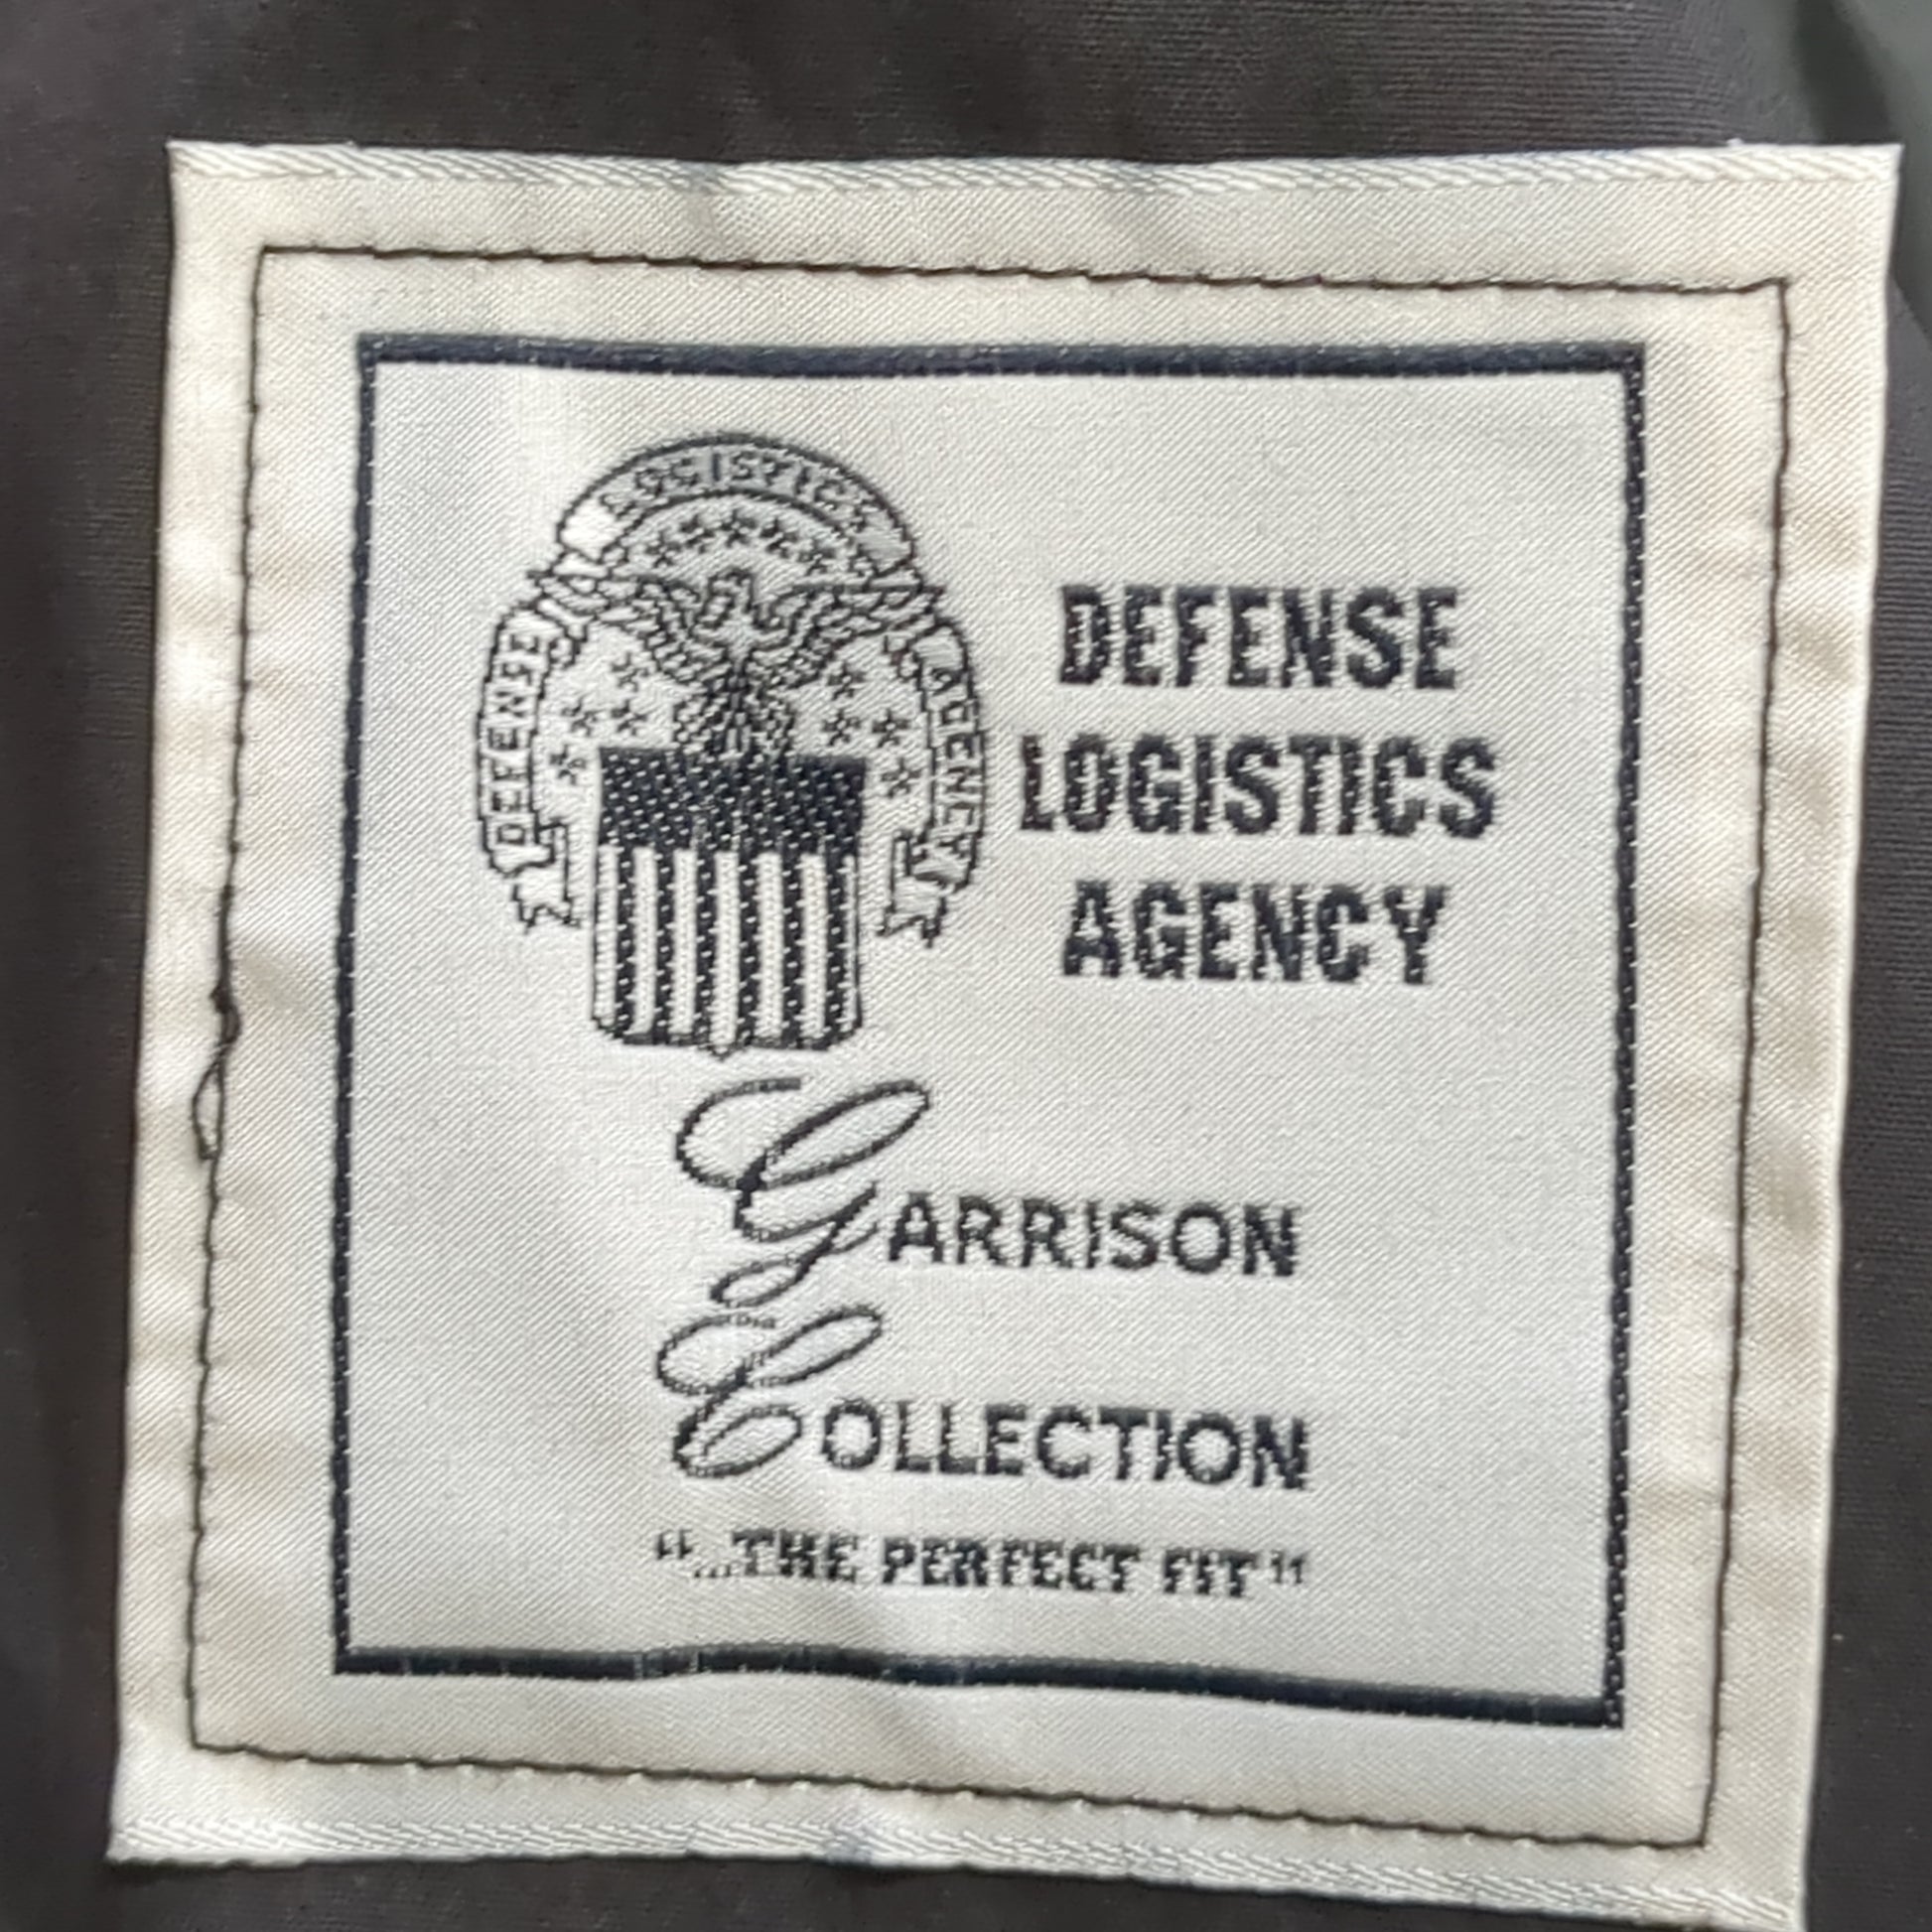 DEFENSE LOGISTICS AGENCY
DEFENSE
LOGISTICS
AGENCY
GARRISON
COLLECTION
"...THE PERFECT FIT"